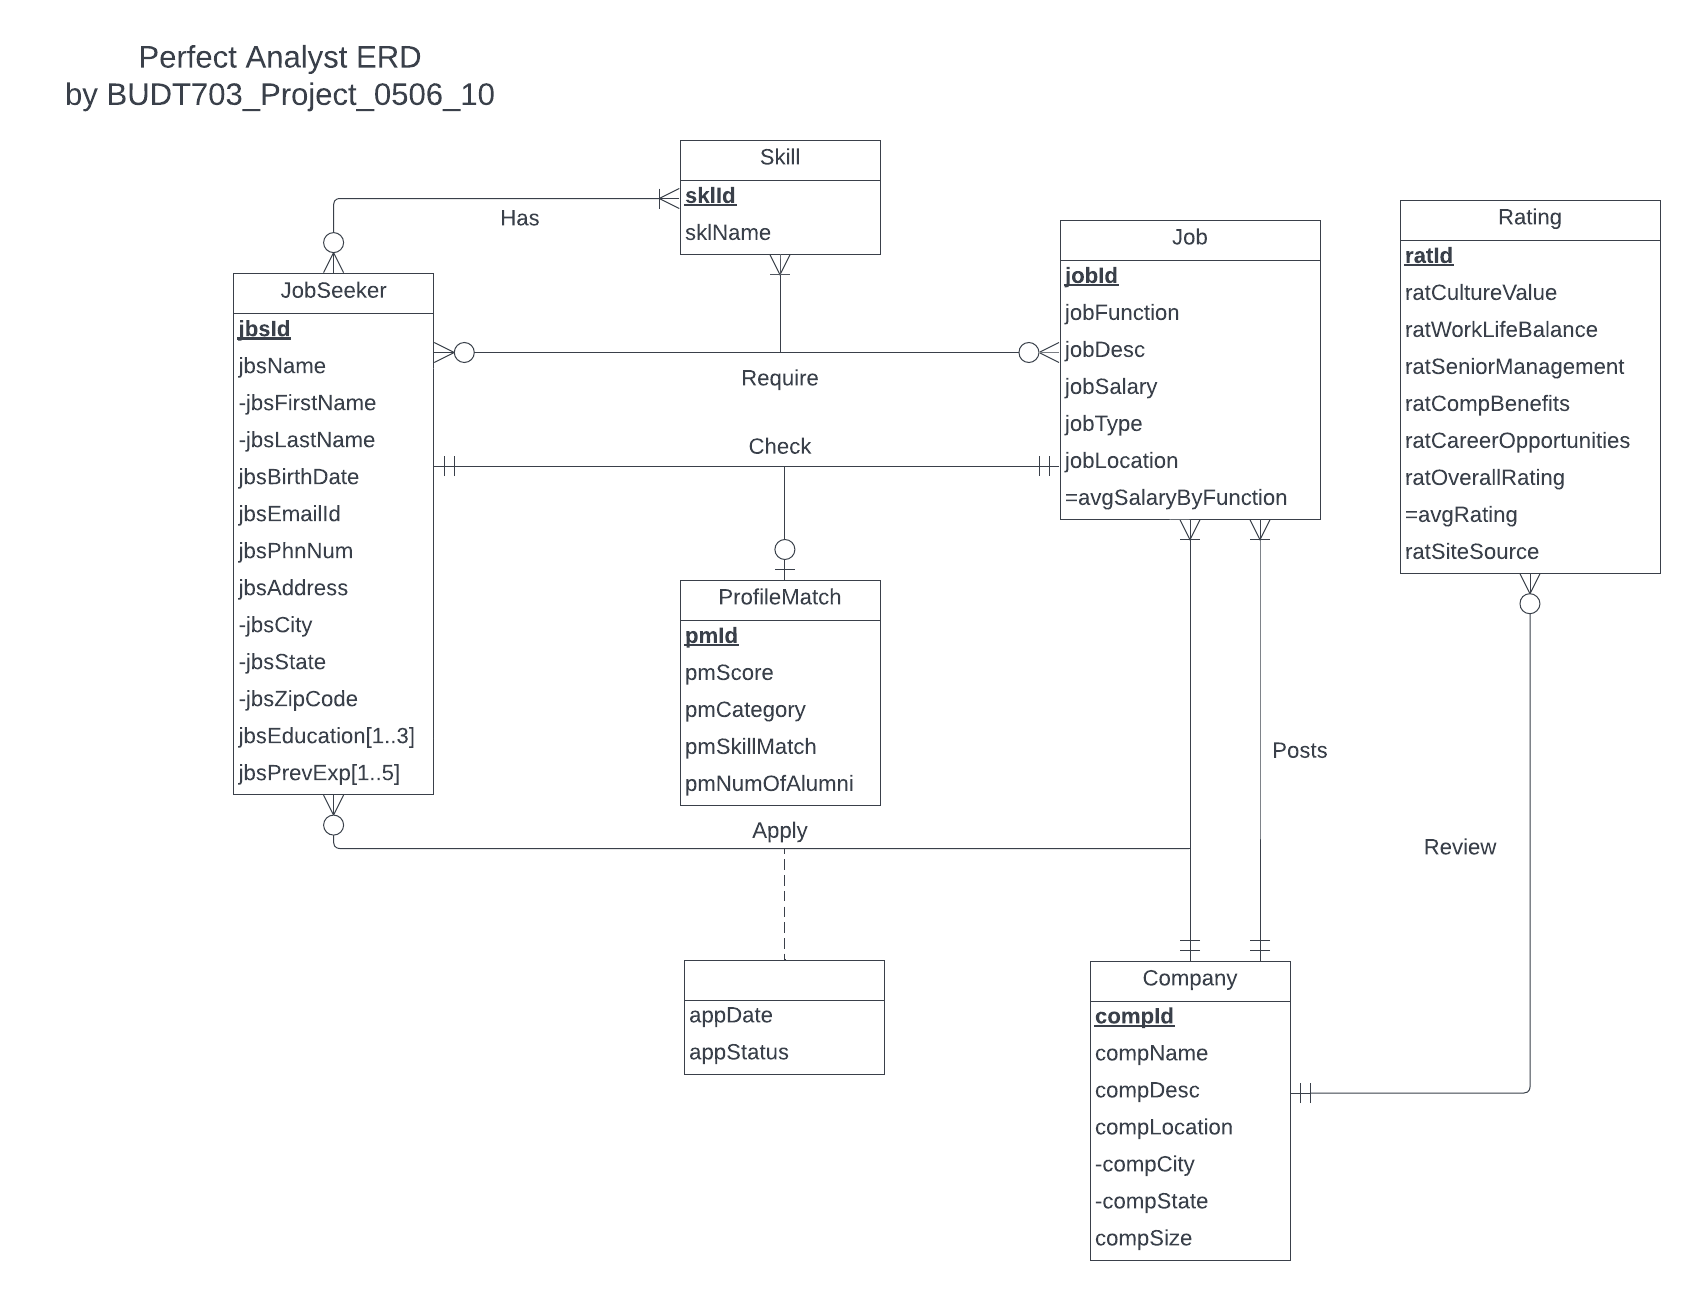 Perfect Analyst ERD
by BUDT703_Project_0506_10
Skill
sklId
sklName
Has
JobSeeker
jbsId
jbsName
-jbsFirstName
-jbsLastName
jbsBirthDate
jbsEmailId
jbsPhnNum
jbsAddress
-jbsCity
-jbsState
-jbsZipCode
jbsEducation[1..3]
jbsPrevExp[1..5]
Require
Check
Job
jobId
jobFunction
jobDesc
jobSalary
jobType
jobLocation
=avgSalaryByFunction
Rating
ratId
ratCultureValue
ratWorkLifeBalance
ratSeniorManagement
ratCompBenefits
ratCareerOpportunities
ratOverallRating
=avgRating
ratSiteSource
ProfileMatch
pmId
pmScore
pmCategory
pmSkillMatch
pmNumOfAlumni
Posts
Apply
Review
appDate
appStatus
Company
compId
compName
compDesc
compLocation
-compCity
-compState
compSize